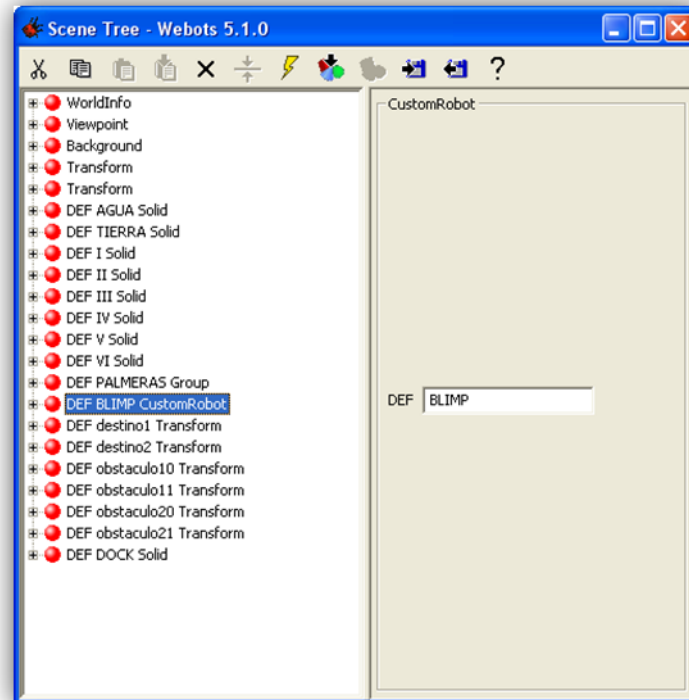 Scene Tree - Webots 5.1.0
WorldInfo
Viewpoint
Background
Transform
Transform
DEF AGUA Solid
DEF TIERRA Solid
DEF I Solid
DEF II Solid
DEF III Solid
DEF IV Solid
DEF V Solid
DEF VI Solid
DEF PALMERAS Group
DEF BLIMP CustomRobot
DEF destino1 Transform
DEF destino2 Transform
DEF obstaculo10 Transform
DEF obstaculo11 Transform
DEF obstaculo20 Transform
DEF obstaculo21 Transform
DEF DOCK Solid
CustomRobot
DEF BLIMP